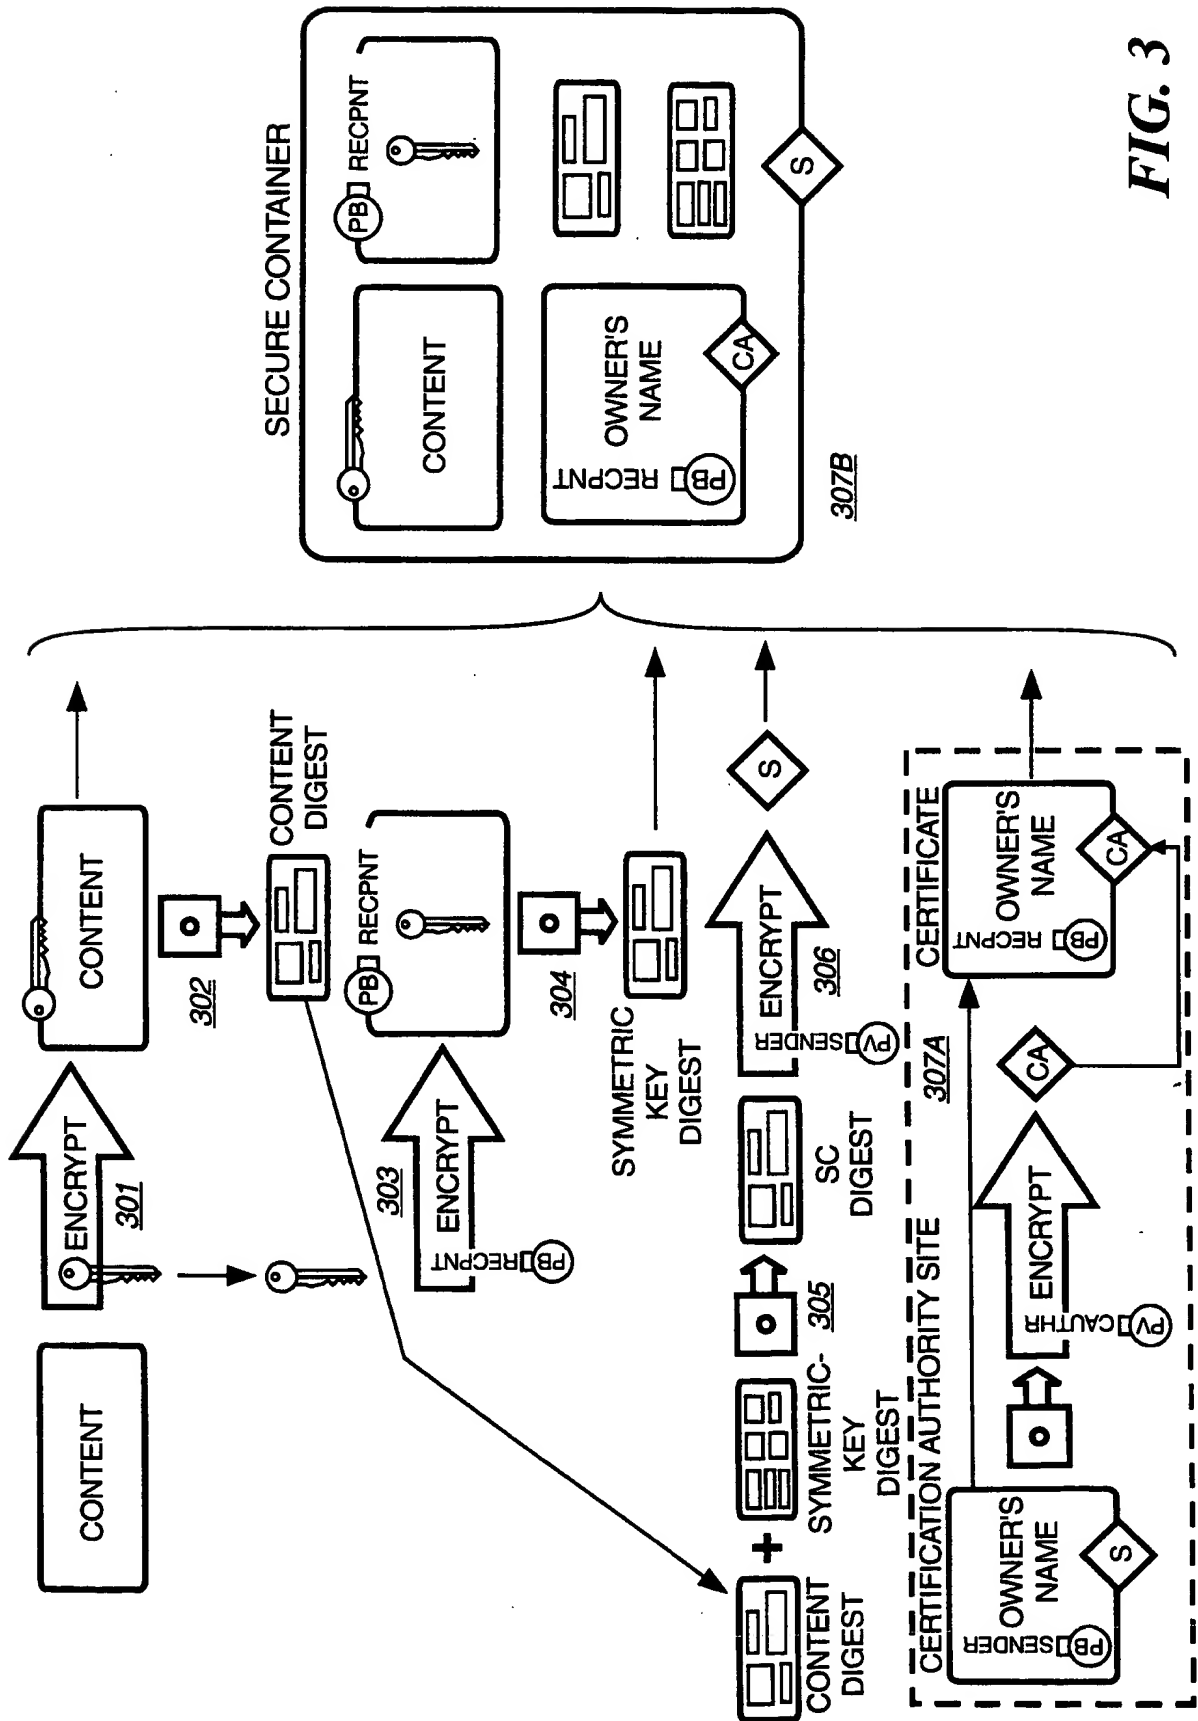 CONTENT
ENCRYPT
301
CONTENT
302
CONTENT
DIGEST
303
ENCRYPT
RECPNT
PB
PB
RECPNT
304
SYMMETRIC
KEY
DIGEST
CONTENT
DIGEST
+
SYMMETRIC-
KEY
DIGEST
305
SC
DIGEST
ENCRYPT
306
SENDER
PV
S
CERTIFICATION AUTHORITY SITE
OWNER'S
NAME
SENDER
PB
S
ENCRYPT
CAUTHR
PV
CA
307A
CERTIFICATE
OWNER'S
NAME
RECPNT
PB
CA
SECURE CONTAINER
CONTENT
PB
RECPNT
OWNER'S
NAME
RECPNT
PB
CA
S
307B
FIG. 3